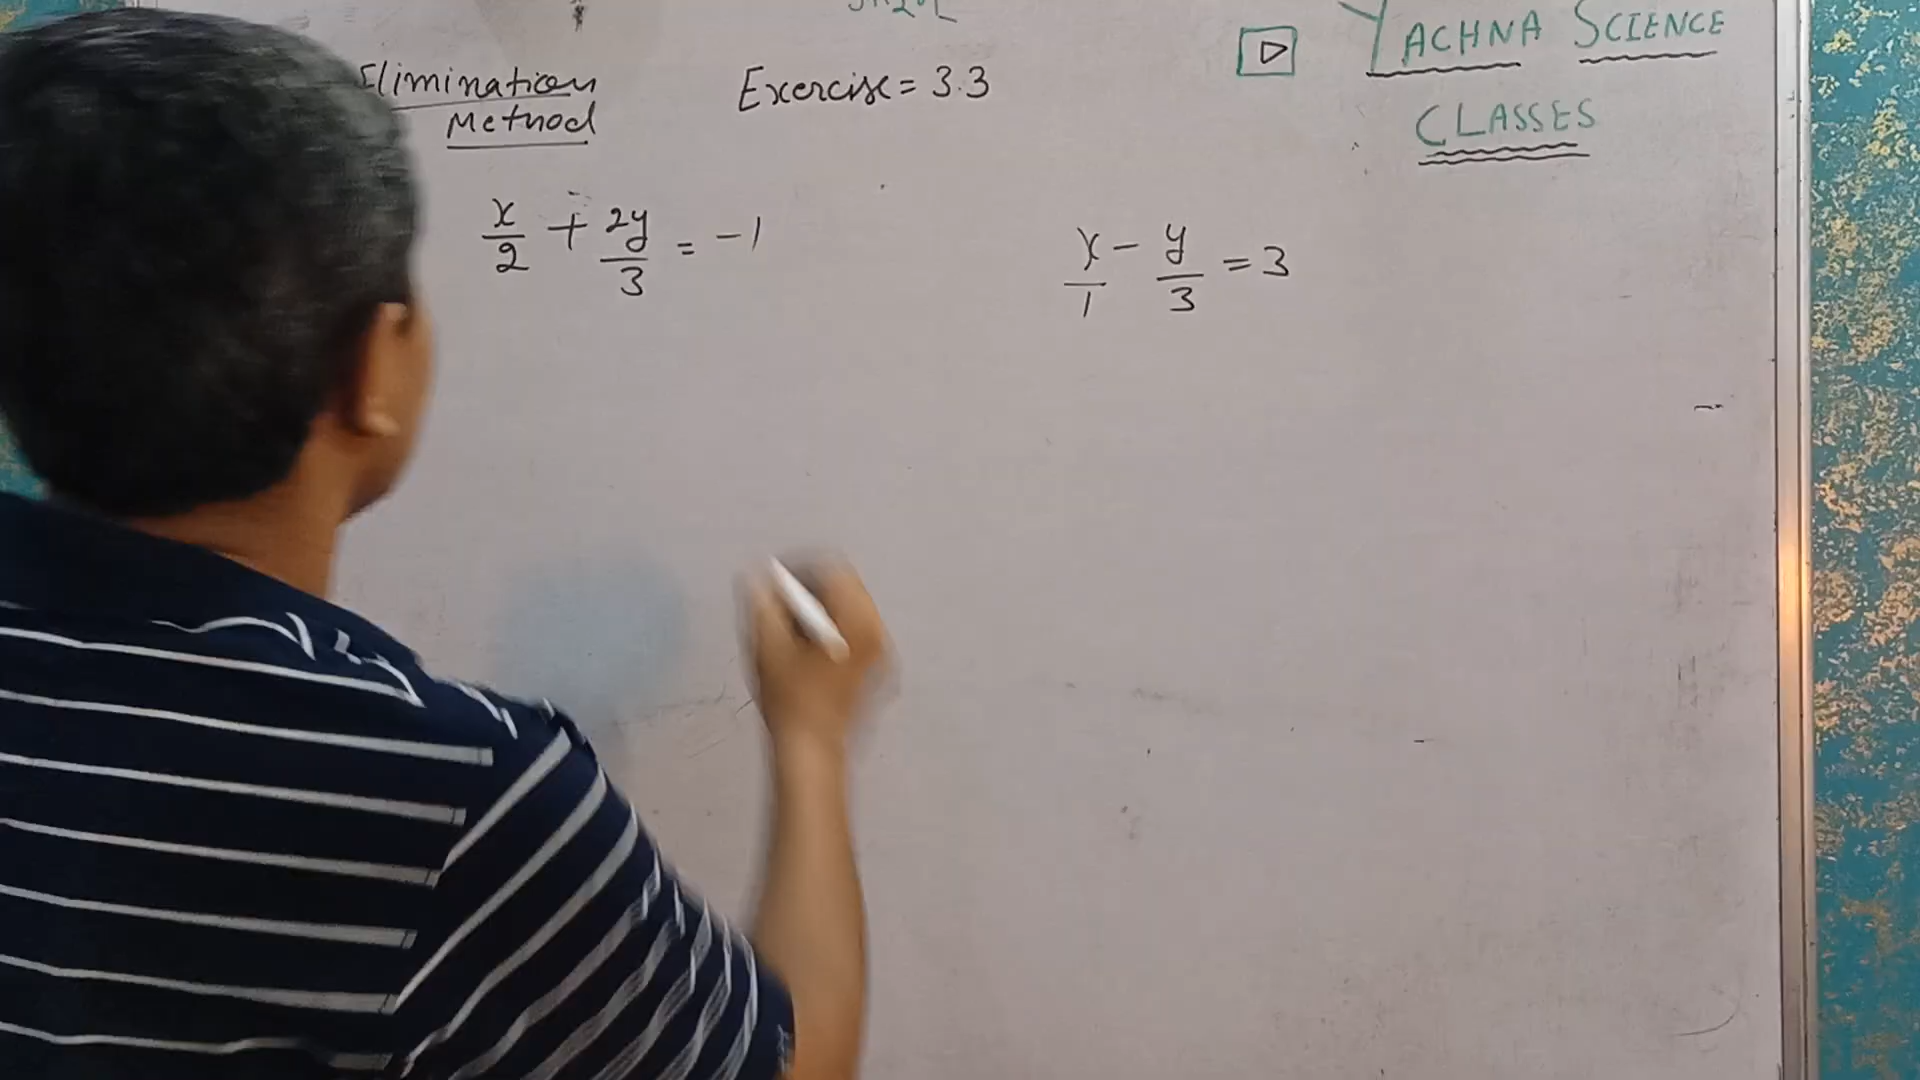 YACHNA SCIENCE
CLASSES
Elimination
Method
Exercise = 3.3
x/2 + 2y/3 = -1
x/1 - y/3 = 3